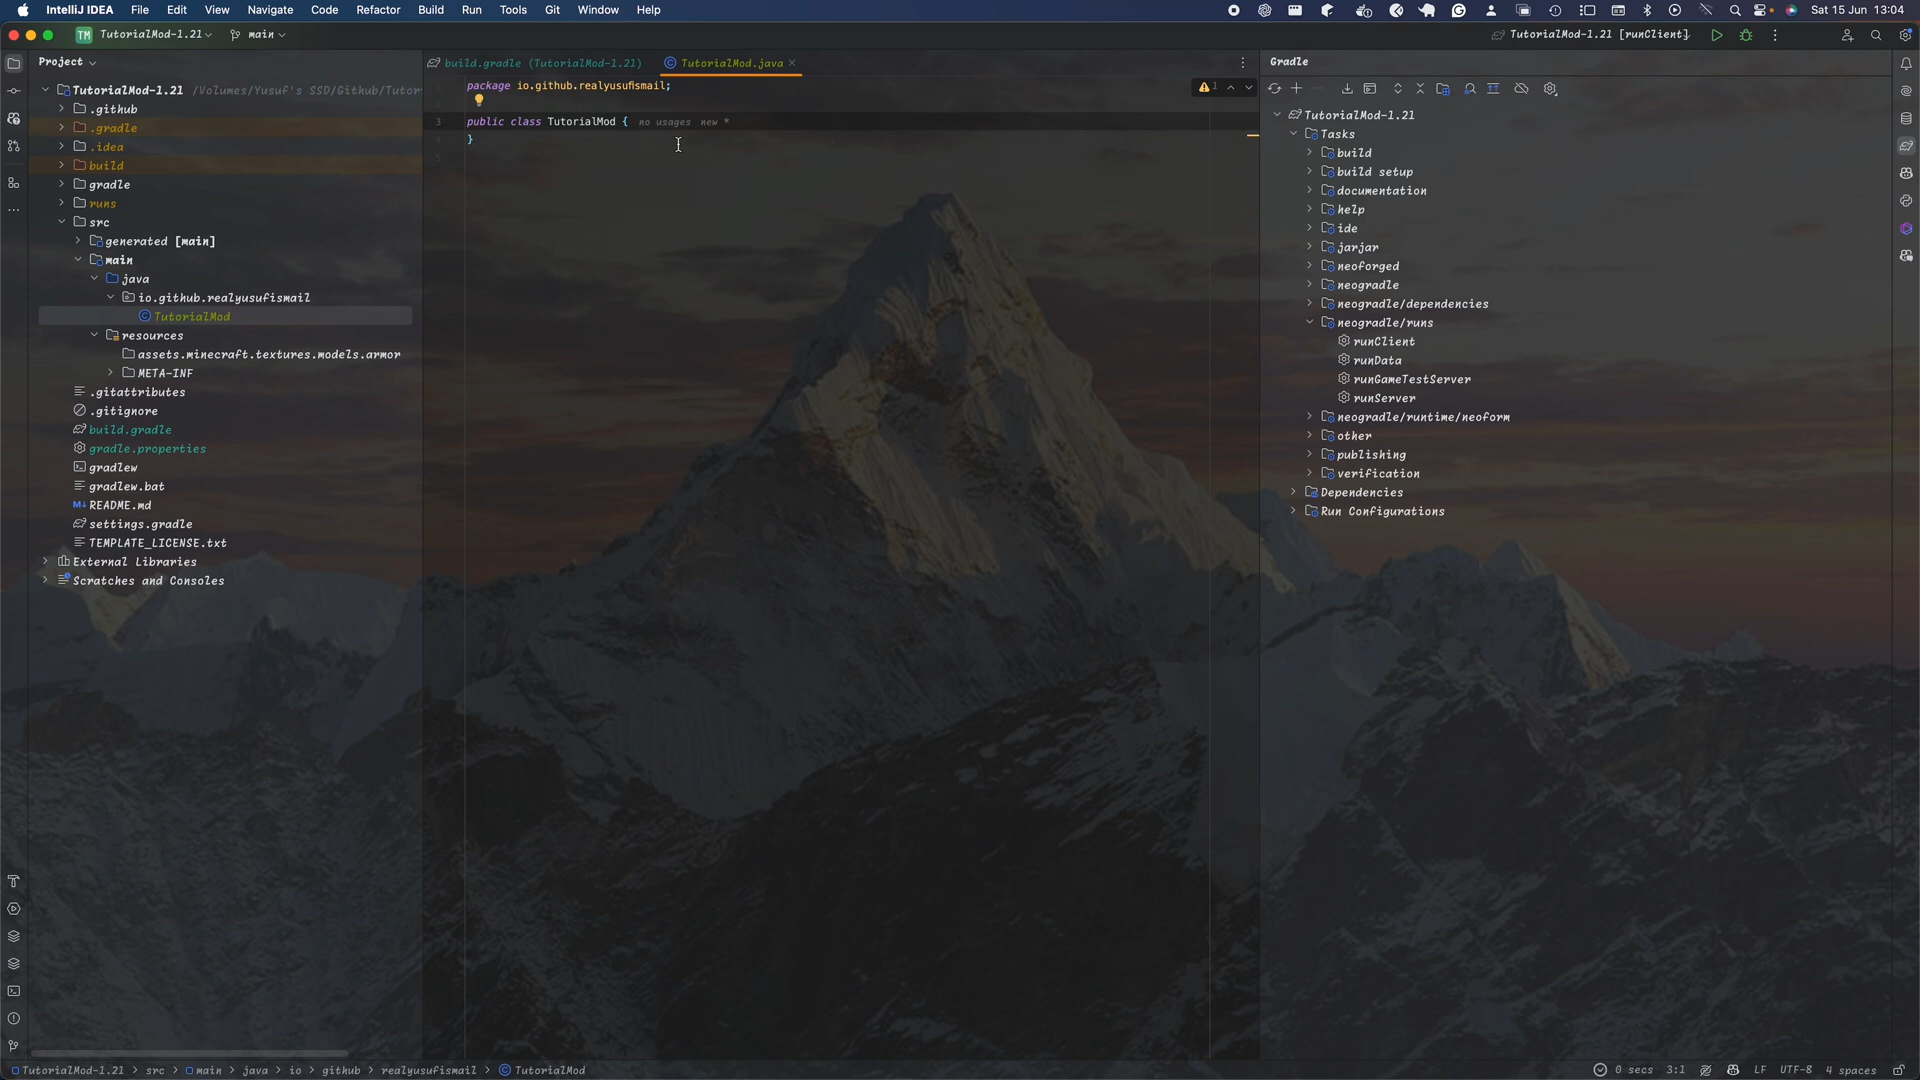 IntelliJ IDEA File Edit View Navigate Code Refactor Build Run Tools Git Window Help Sat 15 Jun 13:04
TM TutorialMod-1.21 main TutorialMod-1.21 [runClient]
Project
TutorialMod-1.21 /Volumes/Yusuf's SSD/Github/Tutor
.github
.gradle
.idea
build
gradle
runs
src
generated [main]
main
java
io.github.realyusufismail
TutorialMod
resources
assets.minecraft.textures.models.armor
META-INF
.gitattributes
.gitignore
build.gradle
gradle.properties
gradlew
gradlew.bat
M↓ README.md
settings.gradle
TEMPLATE_LICENSE.txt
External Libraries
Scratches and Consoles
build.gradle (TutorialMod-1.21) TutorialMod.java
package io.github.realyusufismail;
1
3 public class TutorialMod { no usages new *
4 }
5
Gradle
TutorialMod-1.21
Tasks
build
build setup
documentation
help
ide
jarjar
neoforged
neogradle
neogradle/dependencies
neogradle/runs
runClient
runData
runGameTestServer
runServer
neogradle/runtime/neoform
other
publishing
verification
Dependencies
Run Configurations
TutorialMod-1.21 > src > main > java > io > github > realyusufismail > TutorialMod 0 secs 3:1 LF UTF-8 4 spaces